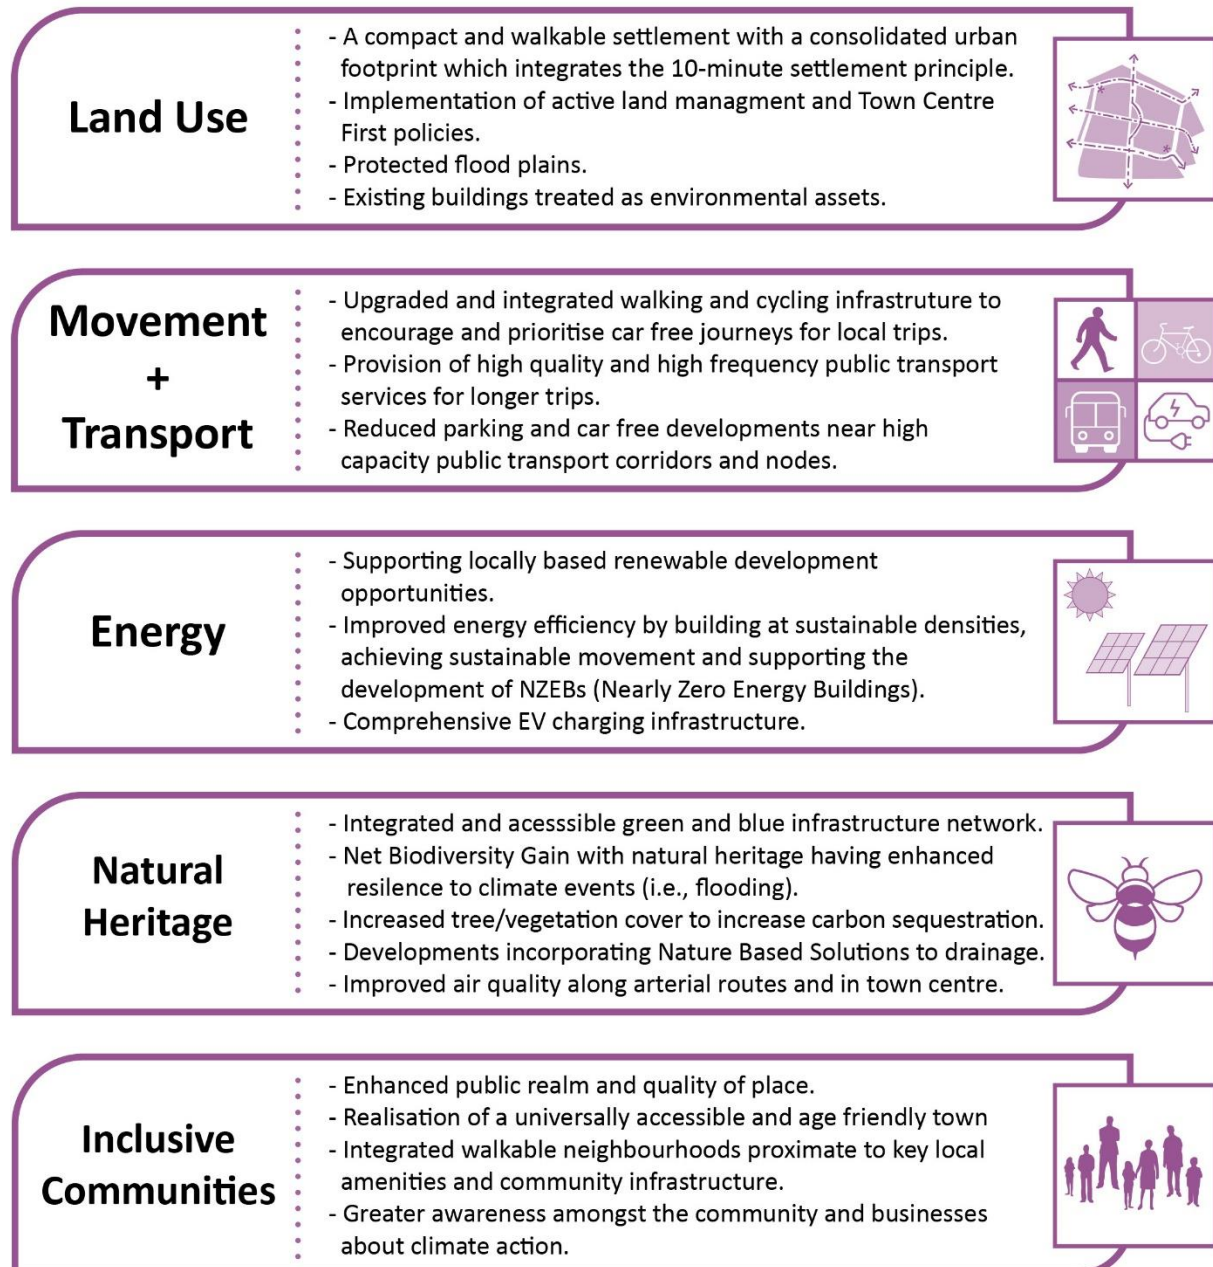 Land Use
- A compact and walkable settlement with a consolidated urban
footprint which integrates the 10-minute settlement principle.
- Implementation of active land managment and Town Centre
First policies.
- Protected flood plains.
- Existing buildings treated as environmental assets.
Movement
+
Transport
- Upgraded and integrated walking and cycling infrastruture to
encourage and prioritise car free journeys for local trips.
- Provision of high quality and high frequency public transport
services for longer trips.
- Reduced parking and car free developments near high
capacity public transport corridors and nodes.
Energy
- Supporting locally based renewable development
opportunities.
- Improved energy efficiency by building at sustainable densities,
achieving sustainable movement and supporting the
development of NZEBs (Nearly Zero Energy Buildings).
- Comprehensive EV charging infrastructure.
Natural
Heritage
- Integrated and acesssible green and blue infrastructure network.
- Net Biodiversity Gain with natural heritage having enhanced
resilence to climate events (i.e., flooding).
- Increased tree/vegetation cover to increase carbon sequestration.
- Developments incorporating Nature Based Solutions to drainage.
- Improved air quality along arterial routes and in town centre.
Inclusive
Communities
- Enhanced public realm and quality of place.
- Realisation of a universally accessible and age friendly town
- Integrated walkable neighbourhoods proximate to key local
amenities and community infrastructure.
- Greater awareness amongst the community and businesses
about climate action.